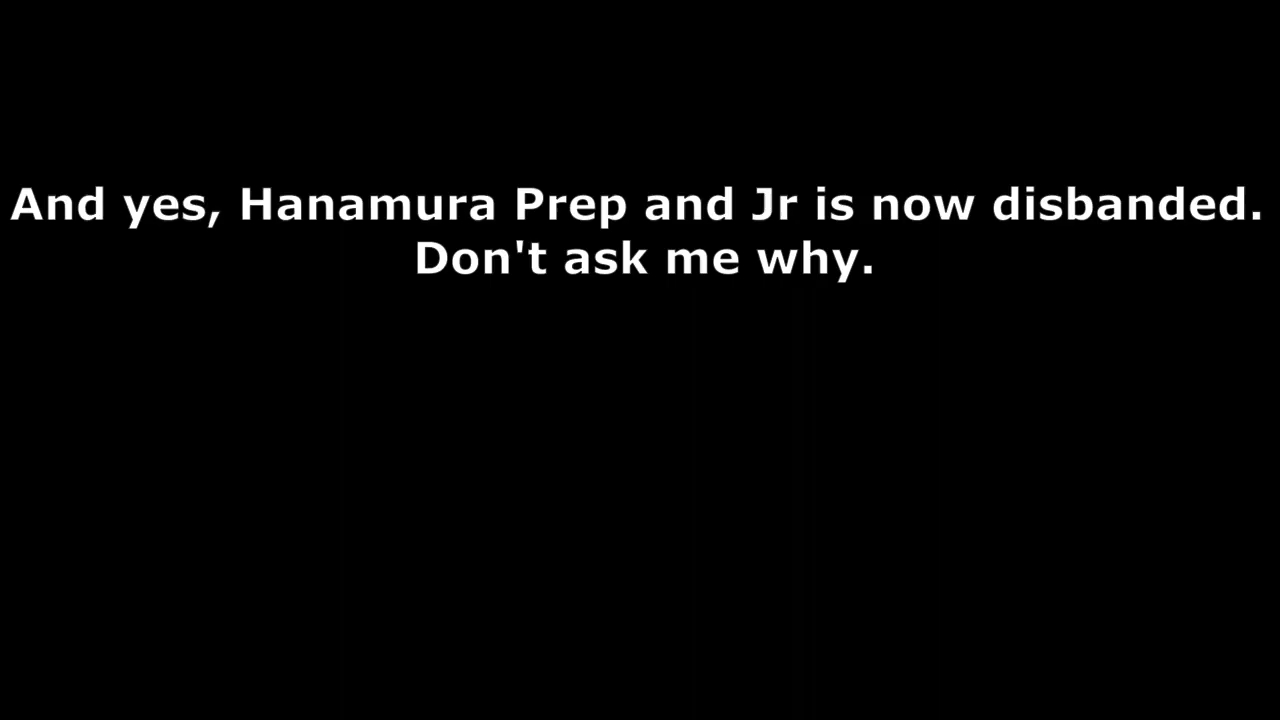 And yes, Hanamura Prep and Jr is now disbanded.
Don't ask me why.